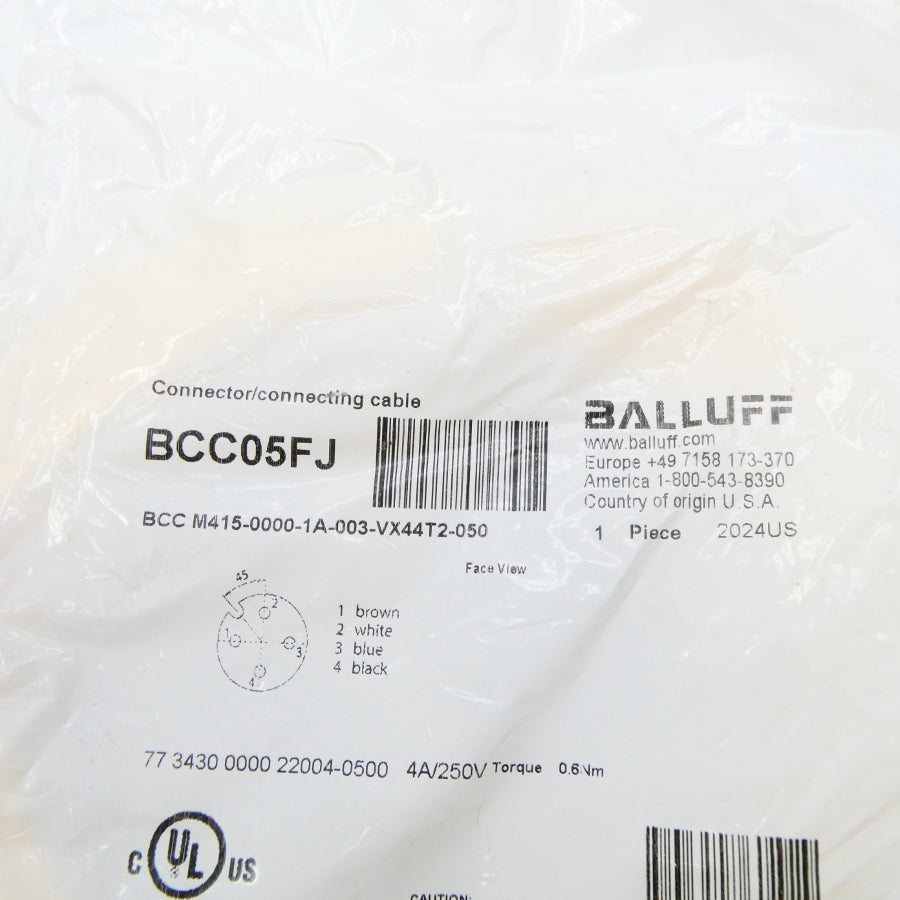 Connector/connecting cable
BCC05FJ
BCC M415-0000-1A-003-VX44T2-050
BALLUFF
www.balluff.com
Europe +49 7158 173-370
America 1-800-543-8390
Country of origin U.S.A.
1 Piece 2024US
Face View
45
2
1
3
4
1 brown
2 white
3 blue
4 black
77 3430 0000 22004-0500 4A/250V Torque 0.6Nm
C UL US
CAUTION: